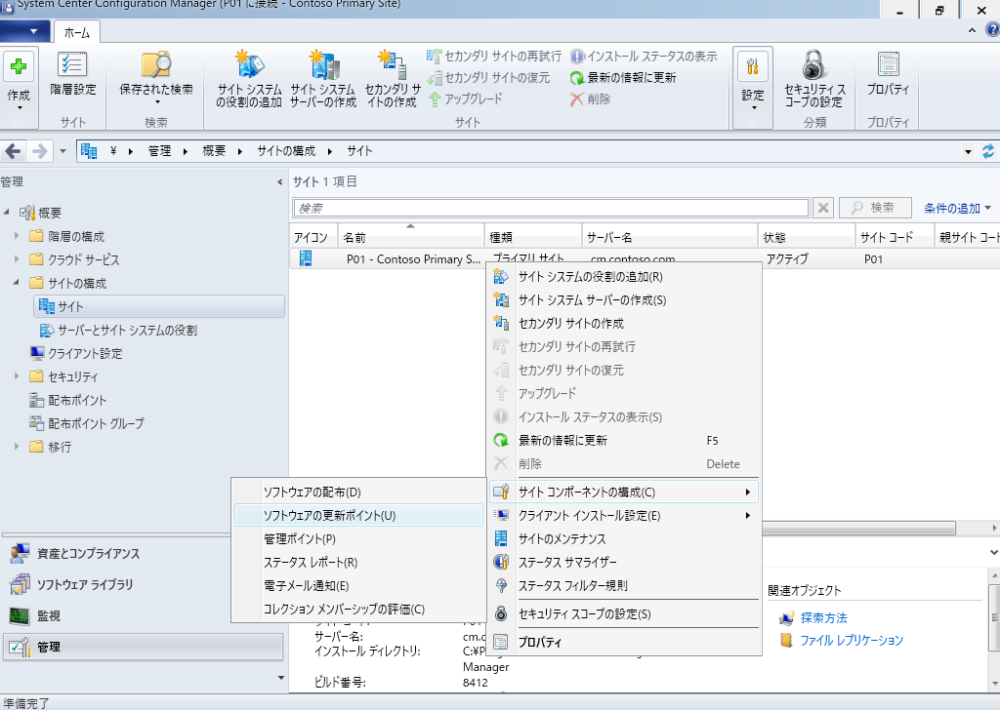 System Center Configuration Manager (P01 に接続 - Contoso Primary Site)
ホーム
作成
階層設定
サイト
保存された検索
検索
サイト システム
の役割の追加
サイト システム
サーバーの作成
セカンダリ サ
イトの作成
セカンダリ サイトの再試行
セカンダリ サイトの復元
アップグレード
インストール ステータスの表示
最新の情報に更新
削除
サイト
設定
セキュリティ ス
コープの設定
分類
プロパティ
プロパティ
¥ 管理 概要 サイトの構成 サイト
管理
概要
階層の構成
クラウド サービス
サイトの構成
サイト
サーバーとサイト システムの役割
クライアント設定
セキュリティ
配布ポイント
配布ポイント グループ
移行
資産とコンプライアンス
ソフトウェア ライブラリ
監視
管理
サイト 1 項目
検索
検索
条件の追加
アイコン 名前 種類 サーバー名 状態 サイト コード 親サイト コート
P01 - Contoso Primary S... プライマリ サイト cm.contoso.com アクティブ P01
サイト システムの役割の追加(R)
サイト システム サーバーの作成(S)
セカンダリ サイトの作成
セカンダリ サイトの再試行
セカンダリ サイトの復元
アップグレード
インストール ステータスの表示(S)
最新の情報に更新 F5
削除 Delete
サイト コンポーネントの構成(C)
クライアント インストール設定(E)
サイトのメンテナンス
ステータス サマライザー
ステータス フィルター規則
セキュリティ スコープの設定(S)
プロパティ
ソフトウェアの配布(D)
ソフトウェアの更新ポイント(U)
管理ポイント(P)
ステータス レポート(R)
電子メール通知(E)
コレクション メンバーシップの評価(C)
サーバー名: cm.c
インストール ディレクトリ: C:¥P
Manager
ビルド番号: 8412
関連オブジェクト
探索方法
ファイル レプリケーション
準備完了